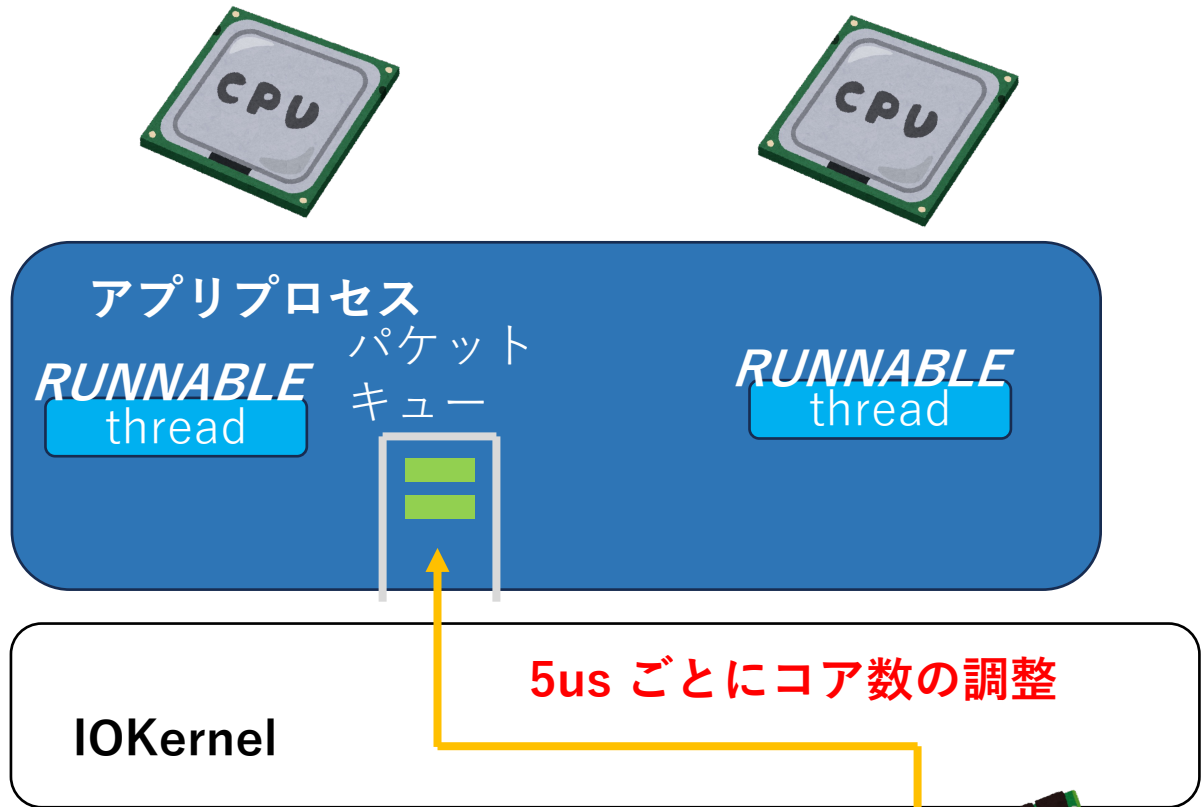 CPU
CPU
アプリプロセス
パケット
キュー
RUNNABLE
thread
RUNNABLE
thread
5us ごとにコア数の調整
IOKernel